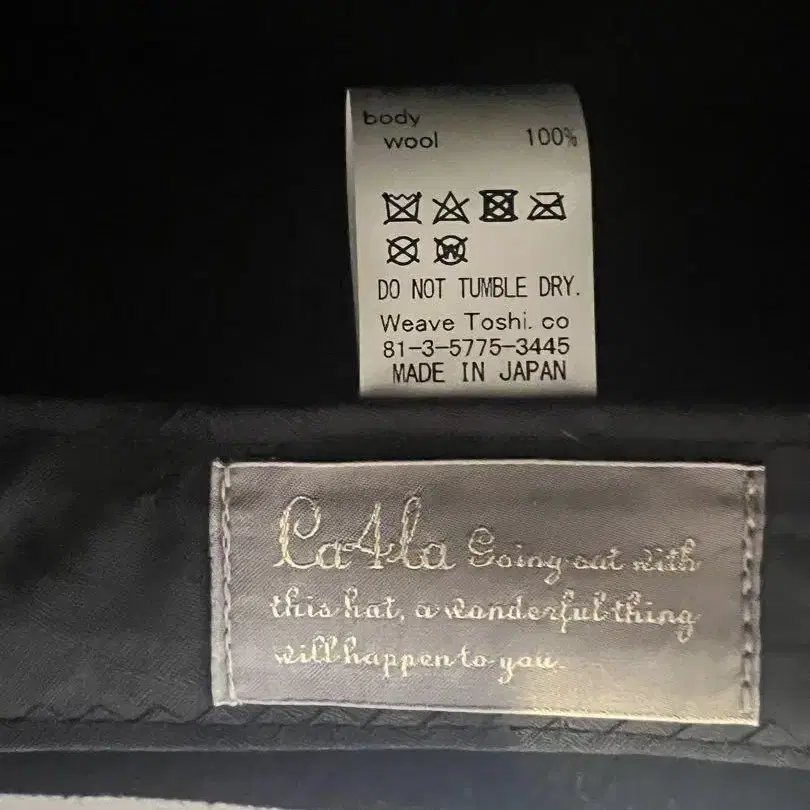 body
wool 100%
W
DO NOT TUMBLE DRY.
Weave Toshi. co
81-3-5775-3445
MADE IN JAPAN
Ca4la Going out with
this hat, a wonderful thing
will happen to you.